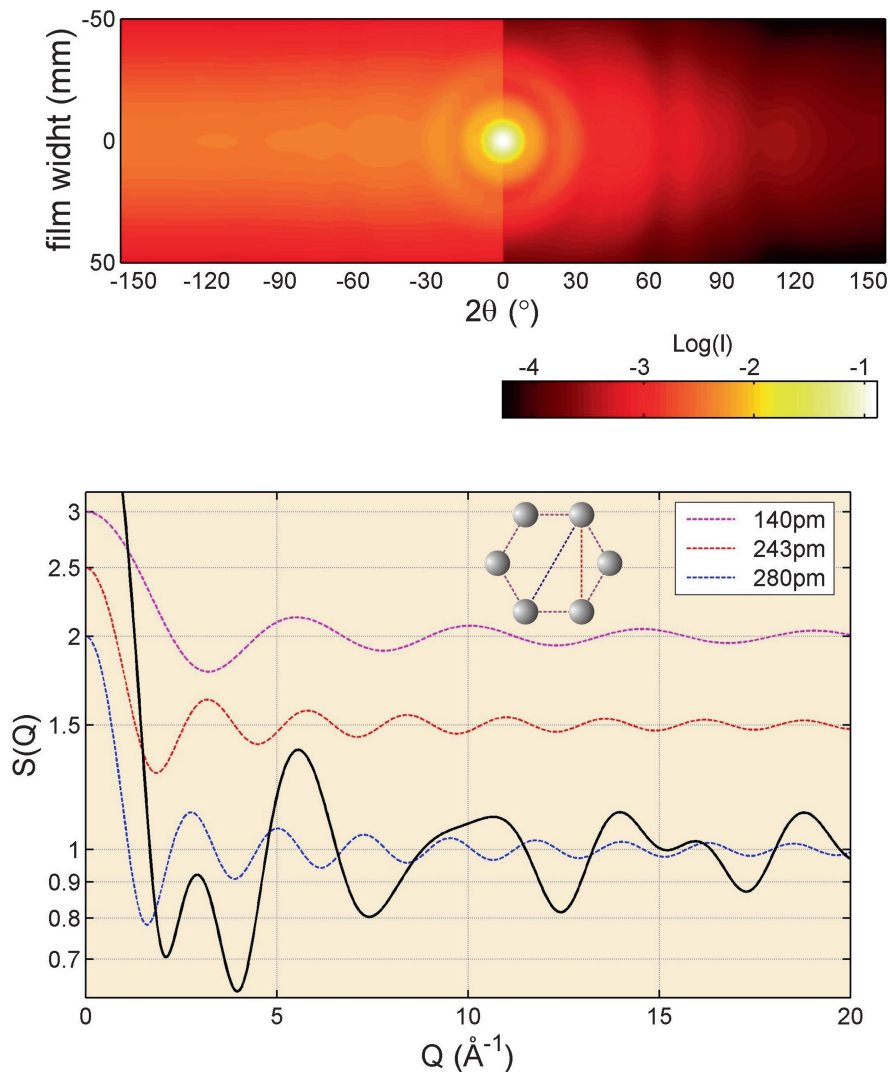 -50
film widht (mm)
0
50
-150 -120 -90 -60 -30 0 30 60 90 120 150
2θ (°)
Log(I)
-4 -3 -2 -1
3
2.5
2
1.5
1
0.9
0.8
0.7
S(Q)
140pm
243pm
280pm
0 5 10 15 20
Q (Å⁻¹)